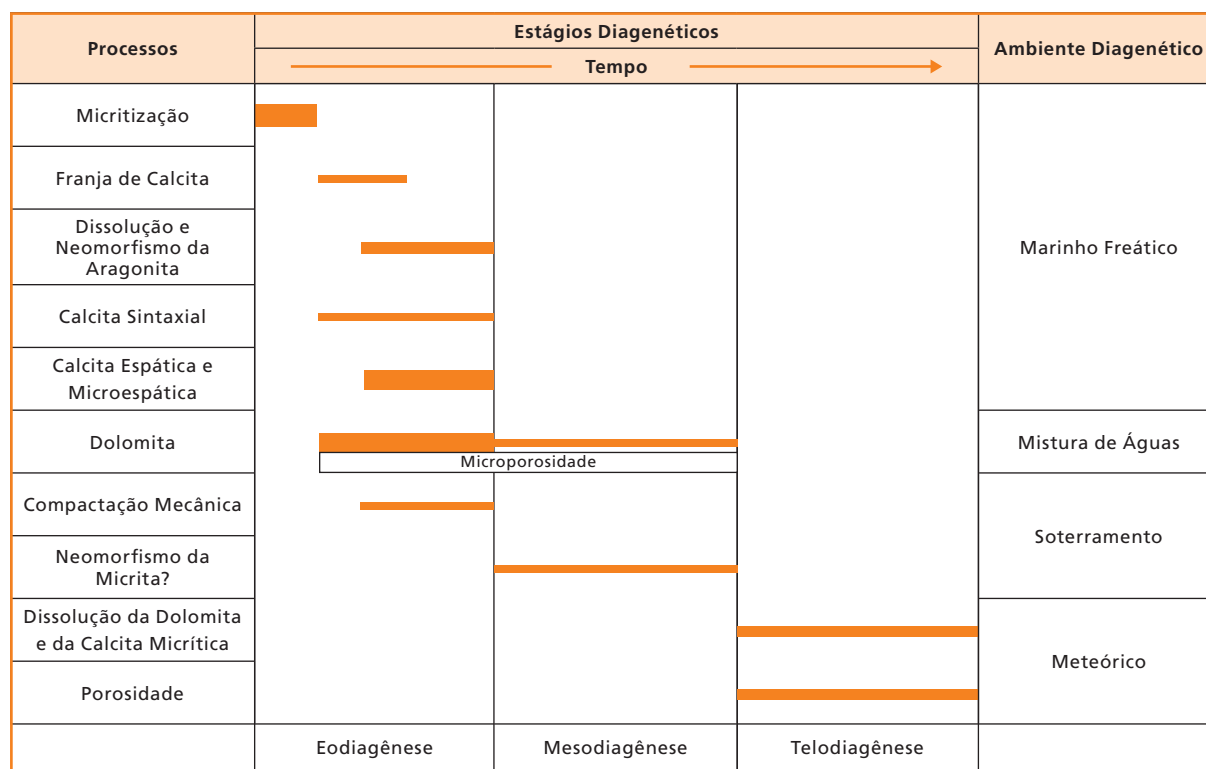 Processos
Estágios Diagenéticos
Tempo
Ambiente Diagenético
Micritização
Franja de Calcita
Dissolução e
Neomorfismo da
Aragonita
Calcita Sintaxial
Calcita Espática e
Microespática
Marinho Freático
Dolomita
Microporosidade
Mistura de Águas
Compactação Mecânica
Neomorfismo da
Micrita?
Soterramento
Dissolução da Dolomita
e da Calcita Micrítica
Porosidade
Meteórico
Eodiagênese
Mesodiagênese
Telodiagênese